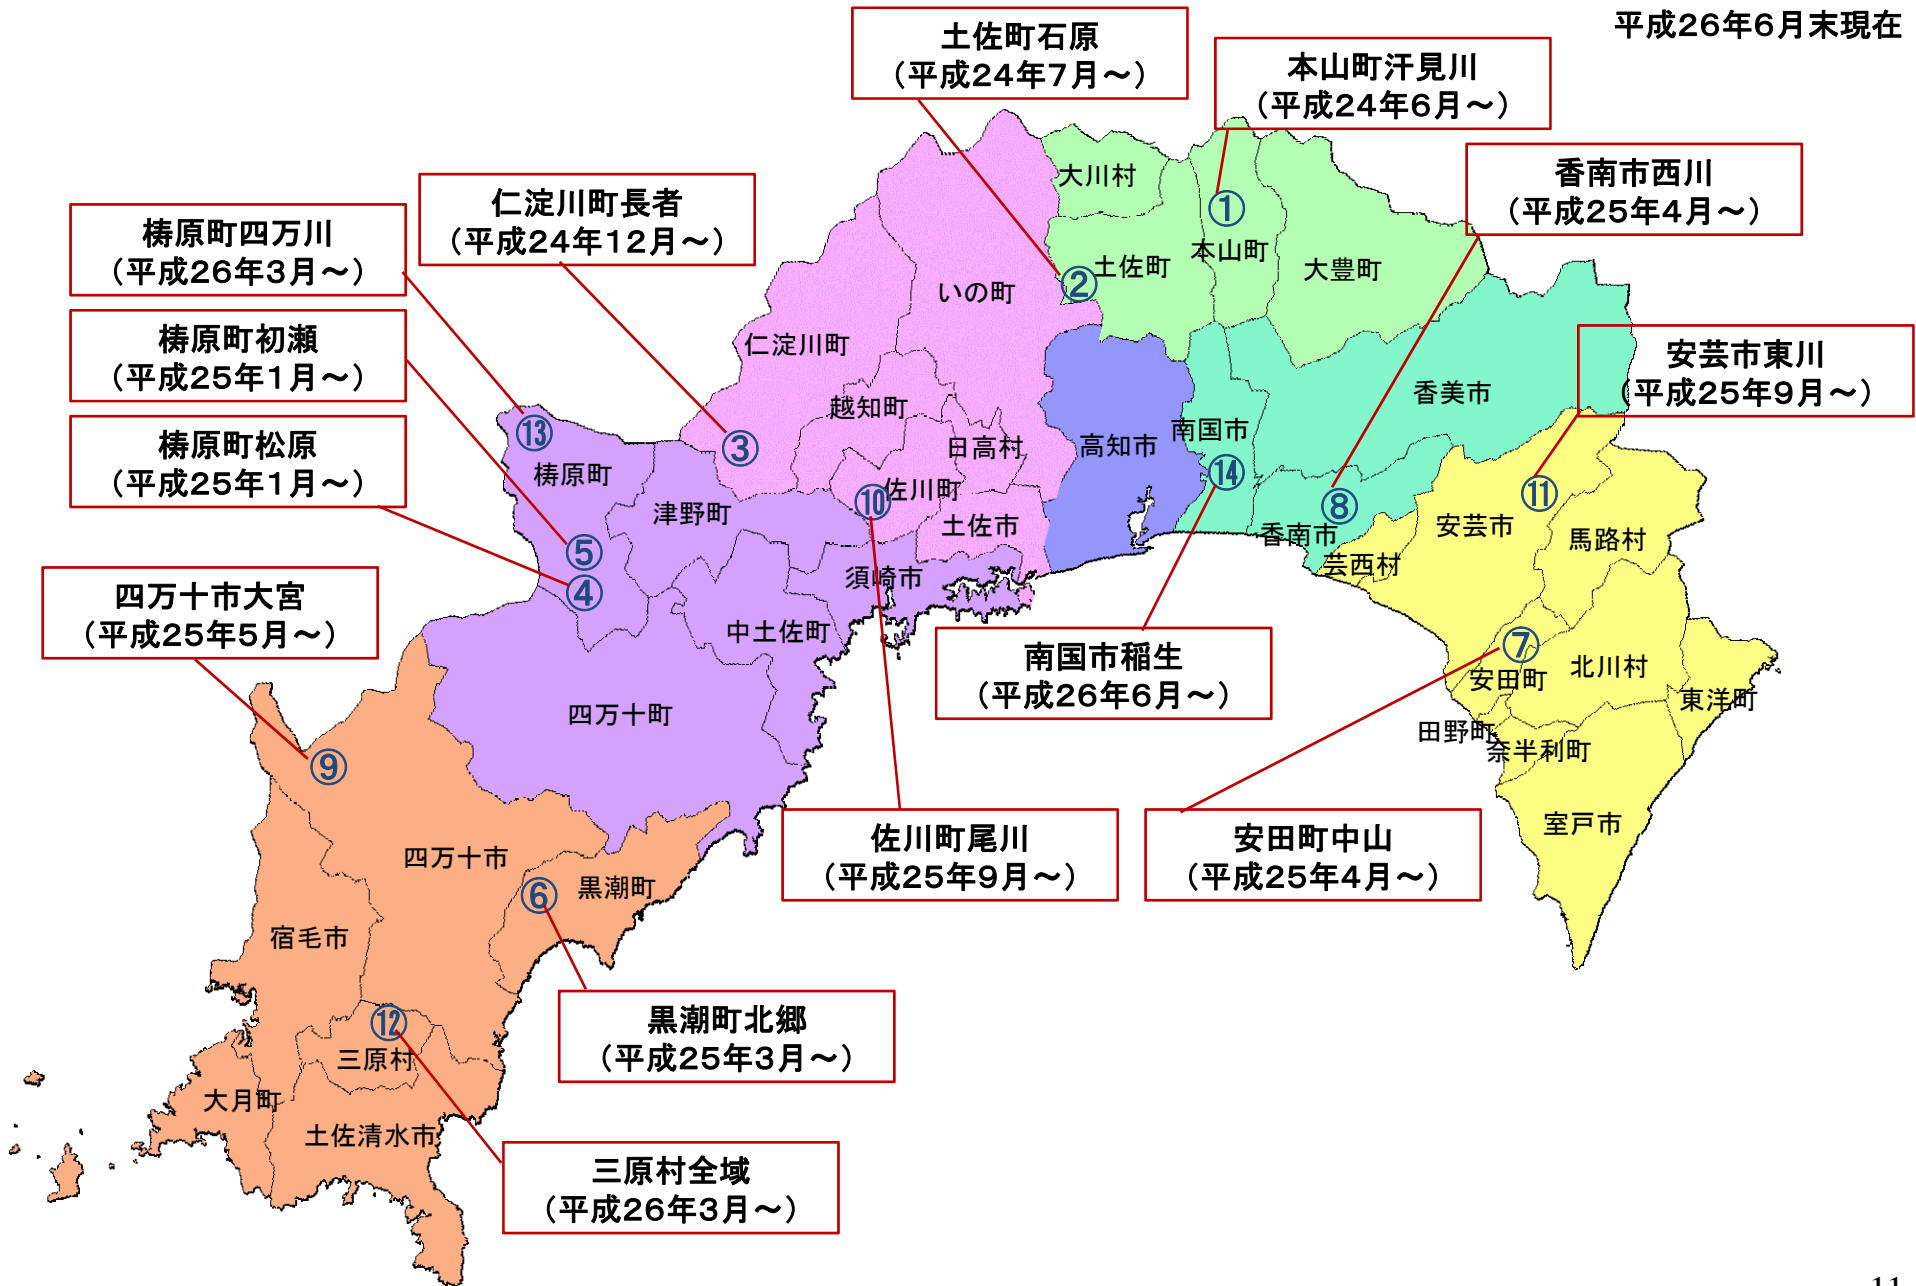 平成26年6月末現在
土佐町石原
（平成24年7月～）
本山町汗見川
（平成24年6月～）
香南市西川
（平成25年4月～）
仁淀川町長者
（平成24年12月～）
梼原町四万川
（平成26年3月～）
梼原町初瀬
（平成25年1月～）
梼原町松原
（平成25年1月～）
安芸市東川
（平成25年9月～）
四万十市大宮
（平成25年5月～）
南国市稲生
（平成26年6月～）
佐川町尾川
（平成25年9月～）
安田町中山
（平成25年4月～）
黒潮町北郷
（平成25年3月～）
三原村全域
（平成26年3月～）
大川村
①
本山町
土佐町
②
大豊町
いの町
仁淀川町
越知町
③
日高村
⑩
佐川町
土佐市
高知市
南国市
⑭
香美市
⑧
香南市
⑪
安芸市
芸西村
馬路村
⑦
安田町
北川村
東洋町
田野町
奈半利町
室戸市
⑬
梼原町
津野町
⑤
④
須崎市
中土佐町
四万十町
⑨
四万十市
⑥
黒潮町
宿毛市
⑫
三原村
大月町
土佐清水市
11